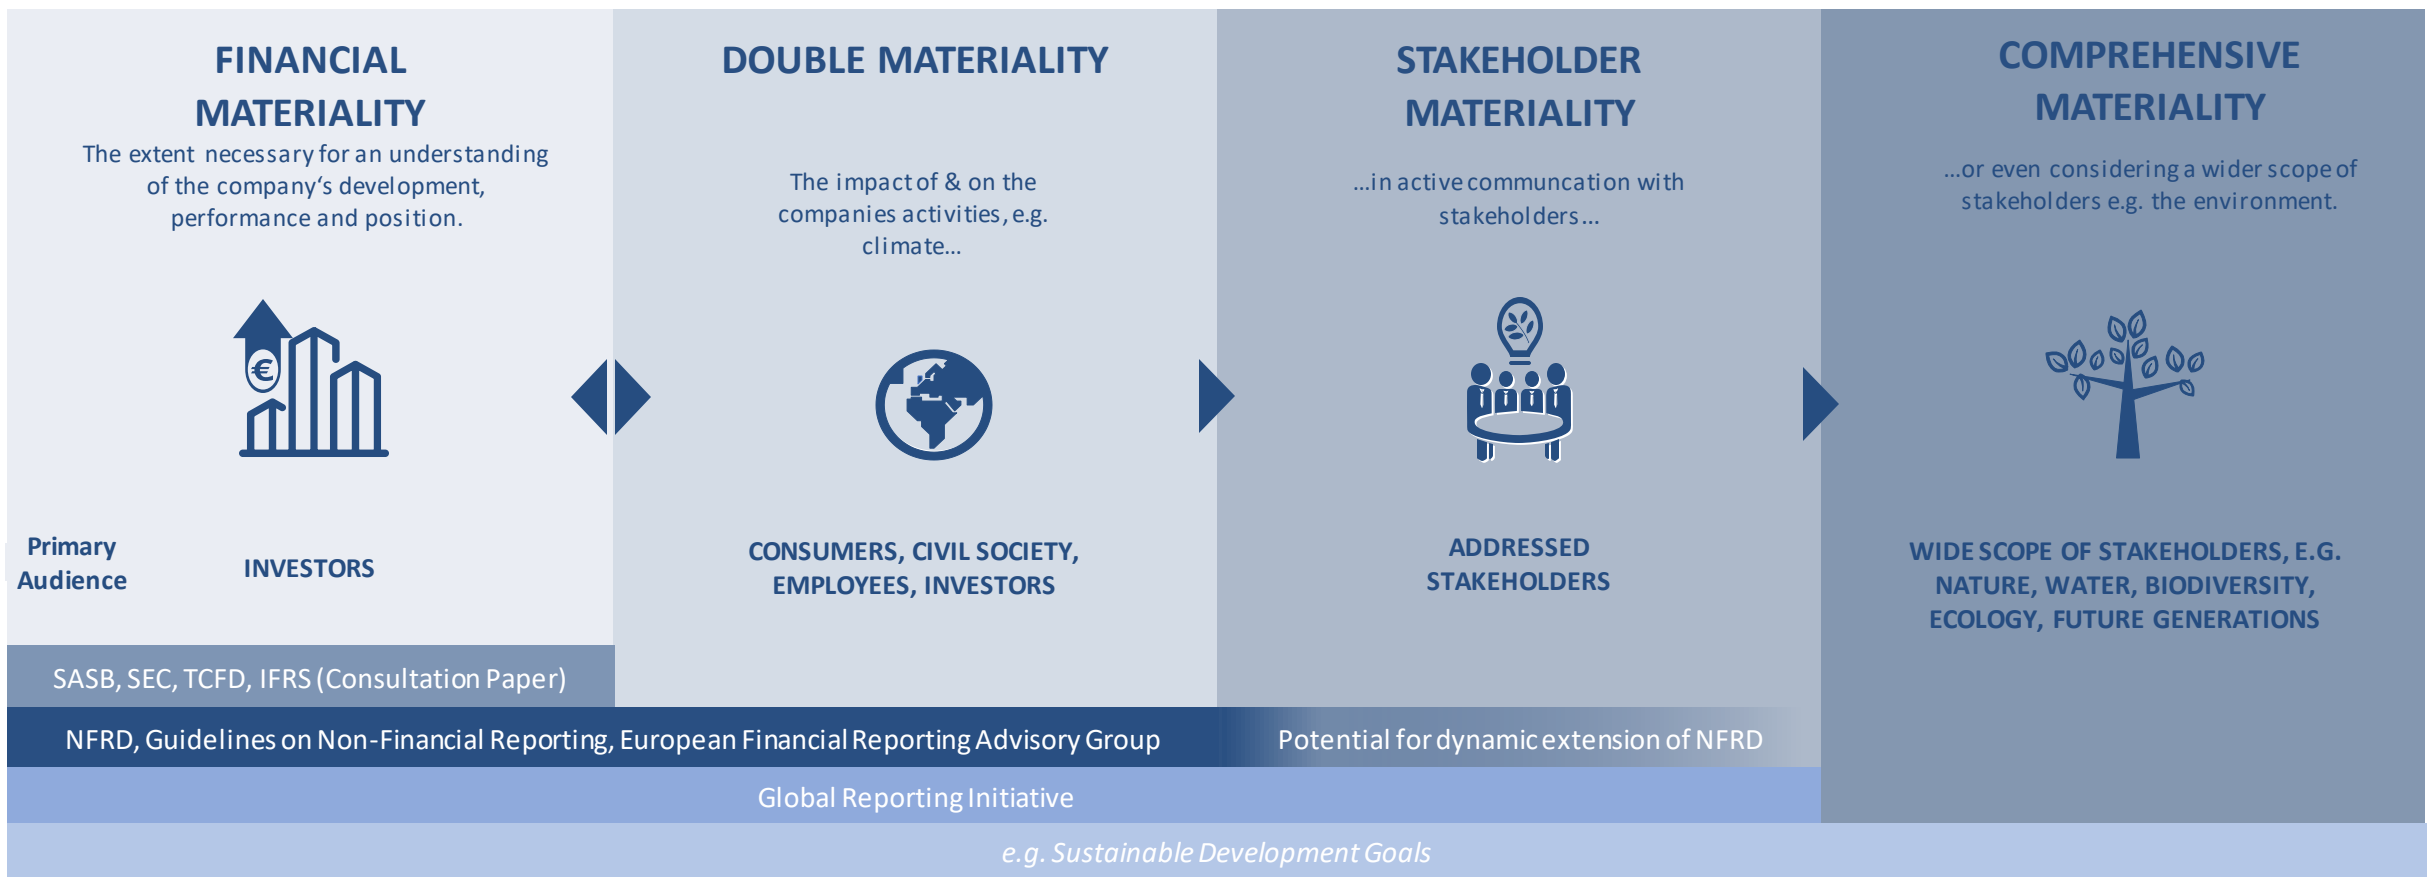 FINANCIAL
MATERIALITY
The extent necessary for an understanding
of the company‘s development,
performance and position.
€
DOUBLE MATERIALITY
The impact of & on the
companies activities, e.g.
climate…
STAKEHOLDER
MATERIALITY
…in active communcation with
stakeholders…
COMPREHENSIVE
MATERIALITY
…or even considering a wider scope of
stakeholders e.g. the environment.
Primary
Audience
INVESTORS
CONSUMERS, CIVIL SOCIETY,
EMPLOYEES, INVESTORS
ADDRESSED
STAKEHOLDERS
WIDE SCOPE OF STAKEHOLDERS, E.G.
NATURE, WATER, BIODIVERSITY,
ECOLOGY, FUTURE GENERATIONS
SASB, SEC, TCFD, IFRS (Consultation Paper)
NFRD, Guidelines on Non-Financial Reporting, European Financial Reporting Advisory Group
Potential for dynamic extension of NFRD
Global Reporting Initiative
e.g. Sustainable Development Goals